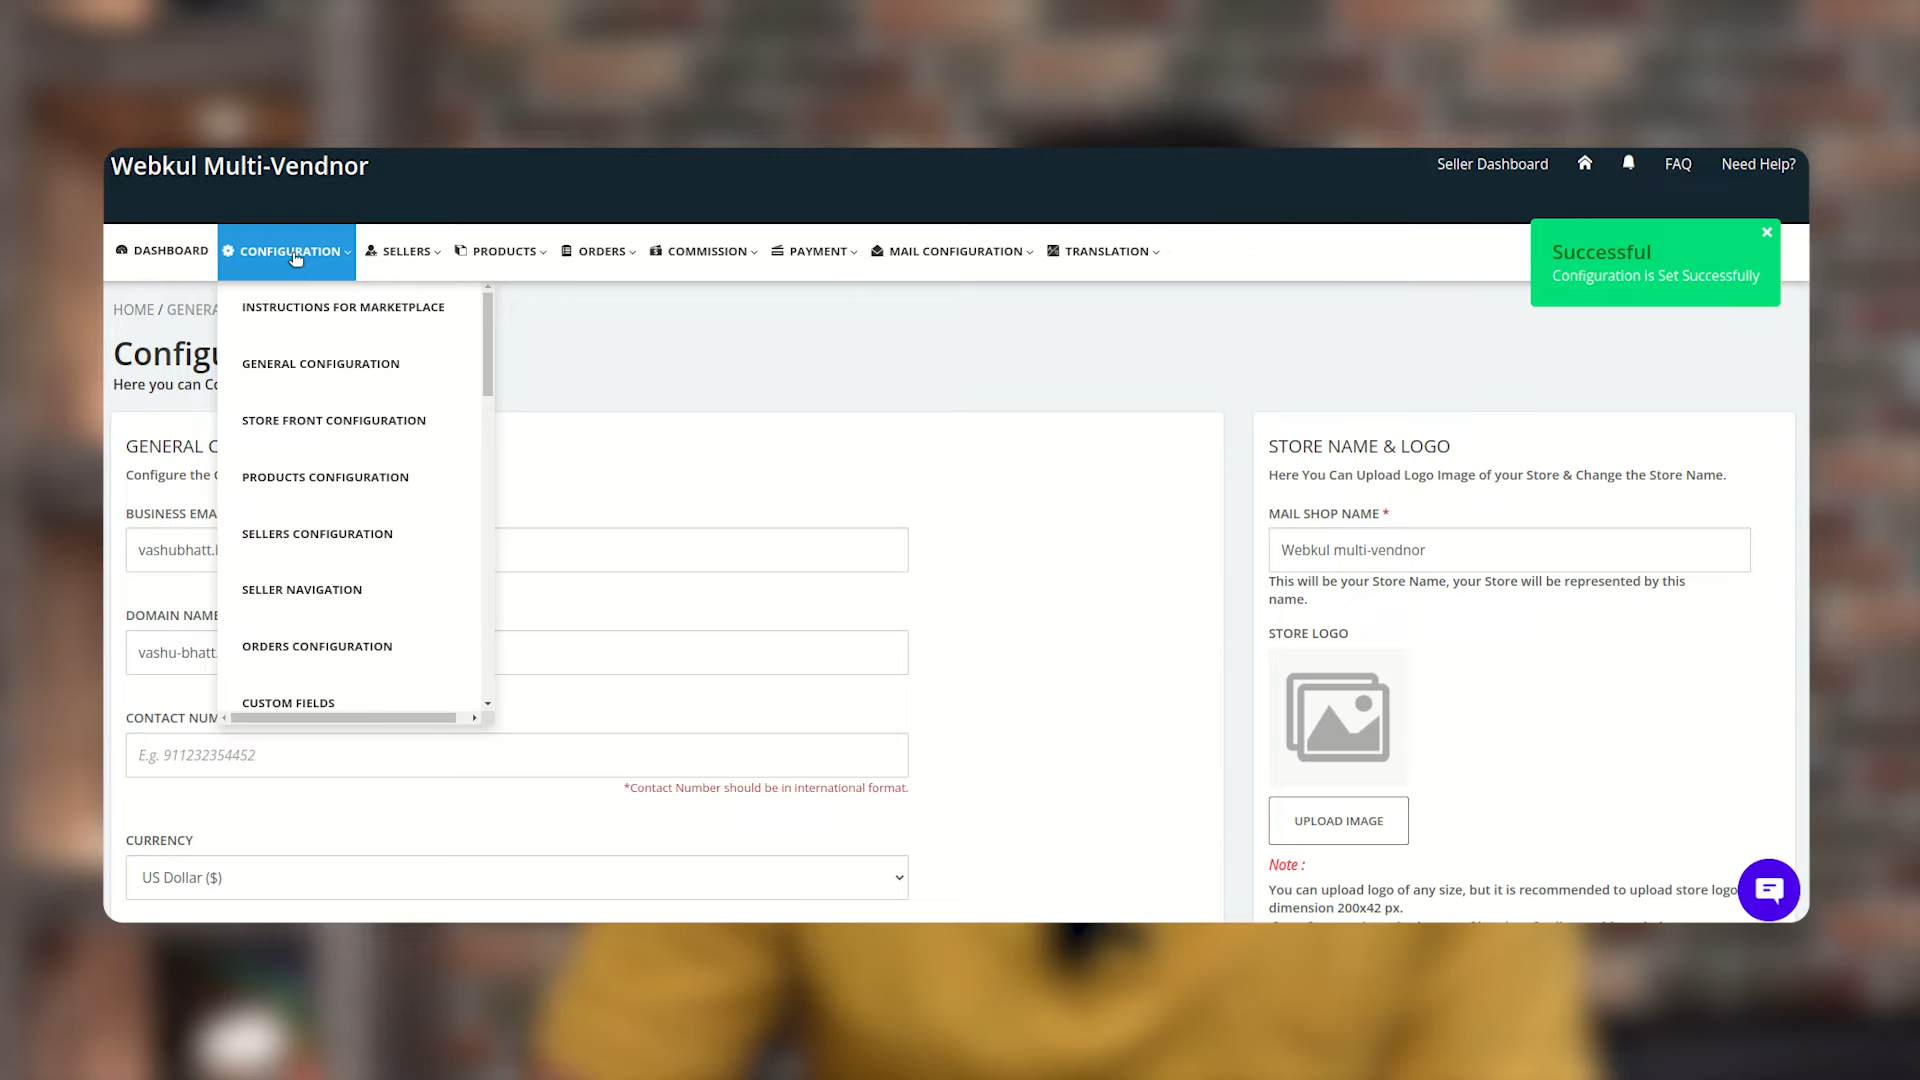 Webkul Multi-Vendnor
Seller Dashboard FAQ Need Help?
DASHBOARD CONFIGURATION SELLERS PRODUCTS ORDERS COMMISSION PAYMENT MAIL CONFIGURATION TRANSLATION
Successful
Configuration is Set Successfully
HOME / GENERA
Configu
Here you can Co
INSTRUCTIONS FOR MARKETPLACE
GENERAL CONFIGURATION
STORE FRONT CONFIGURATION
PRODUCTS CONFIGURATION
SELLERS CONFIGURATION
SELLER NAVIGATION
ORDERS CONFIGURATION
CUSTOM FIELDS
GENERAL C
Configure the
BUSINESS EMA
vashubhatt.
DOMAIN NAME
vashu-bhatt.
CONTACT NUM
E.g. 911232354452
*Contact Number should be in international format.
CURRENCY
US Dollar ($)
STORE NAME & LOGO
Here You Can Upload Logo Image of your Store & Change the Store Name.
MAIL SHOP NAME *
Webkul multi-vendnor
This will be your Store Name, your Store will be represented by this
name.
STORE LOGO
UPLOAD IMAGE
Note :
You can upload logo of any size, but it is recommended to upload store logo
dimension 200x42 px.